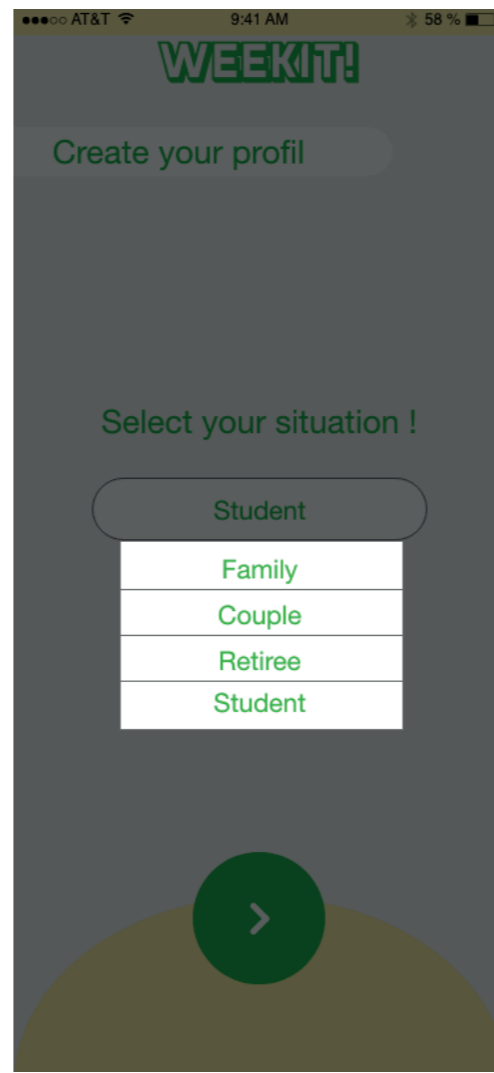 AT&T 9:41 AM 58 %
WEEKIT!
Create your profil
Select your situation !
Student
Family
Couple
Retiree
Student